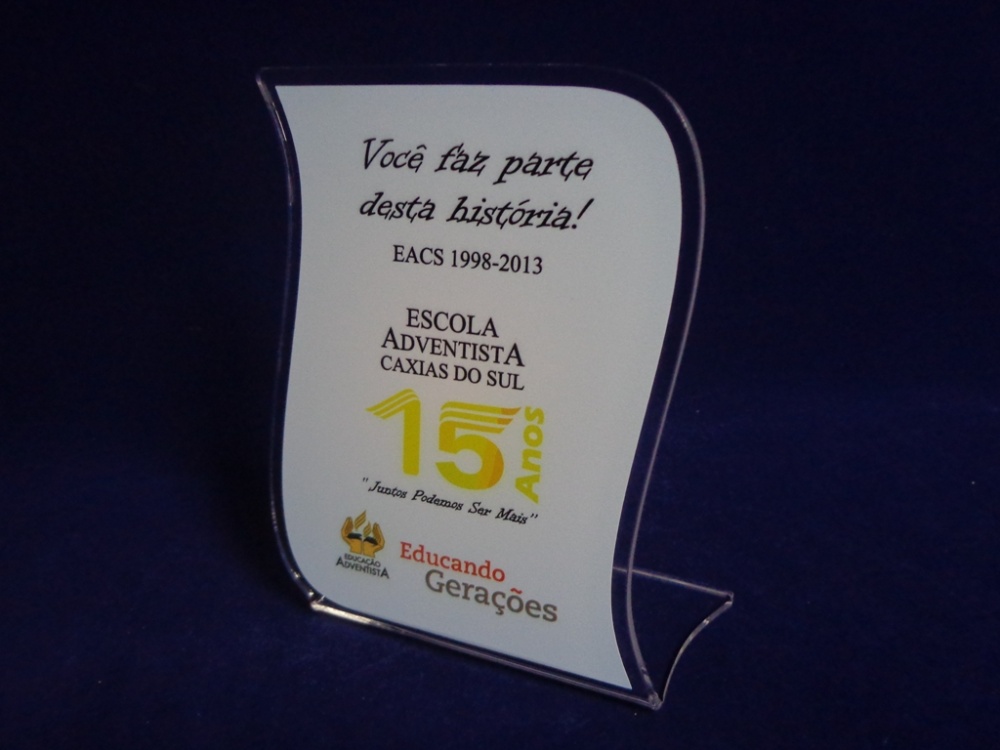 Você faz parte
desta história!
EACS 1998-2013
ESCOLA
ADVENTISTA
CAXIAS DO SUL
15 Anos
"Juntos Podemos Ser Mais"
EDUCAÇÃO
ADVENTISTA
Educando
Gerações